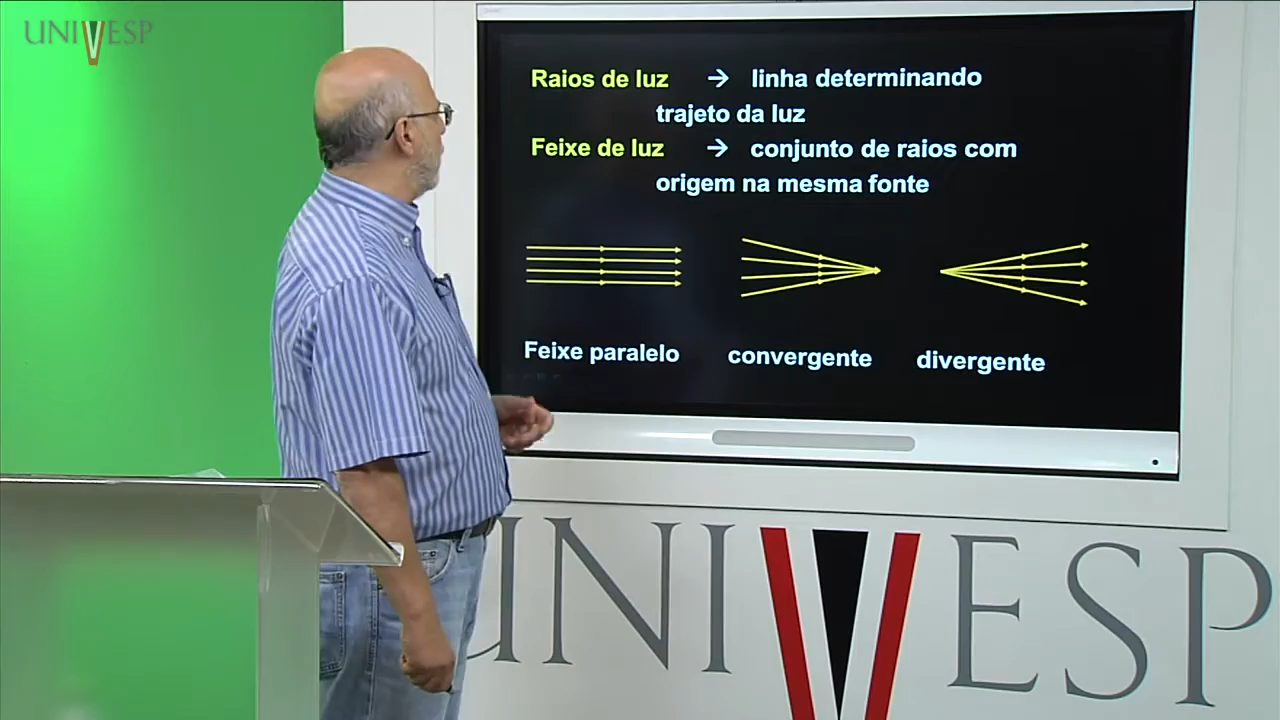 UNIVESP
Raios de luz → linha determinando
trajeto da luz
Feixe de luz → conjunto de raios com
origem na mesma fonte
Feixe paralelo convergente divergente
UNIVESP